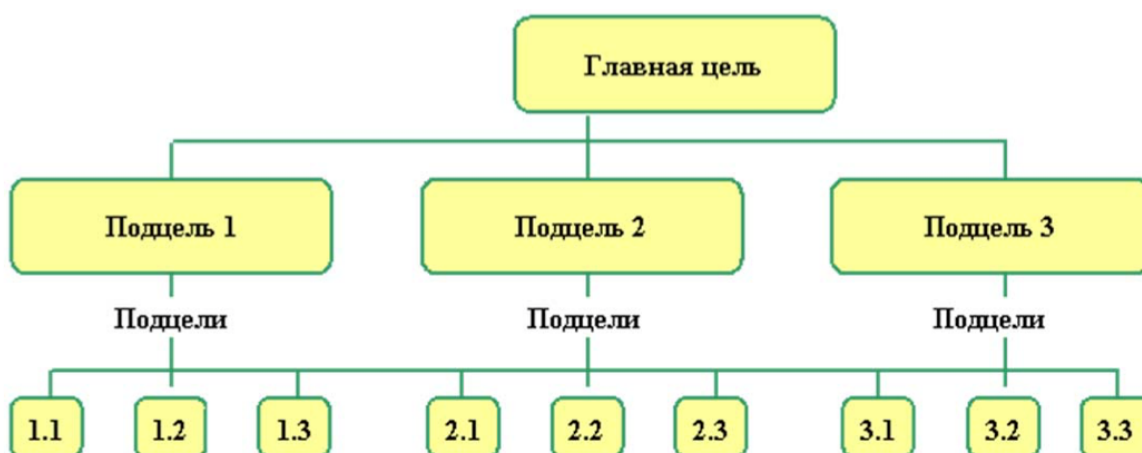 Главная цель
Подцель 1 Подцель 2 Подцель 3
Подцели Подцели Подцели
1.1 1.2 1.3 2.1 2.2 2.3 3.1 3.2 3.3